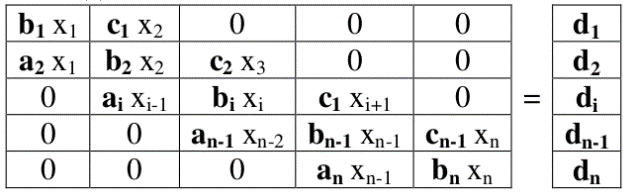 b₁ x₁ c₁ x₂ 0 0 0 d₁
a₂ x₁ b₂ x₂ c₂ x₃ 0 0 d₂
0 aᵢ xᵢ₋₁ bᵢ xᵢ c₁ xᵢ₊₁ 0 = dᵢ
0 0 aₙ₋₁ xₙ₋₂ bₙ₋₁ xₙ₋₁ cₙ₋₁ xₙ dₙ₋₁
0 0 0 aₙ xₙ₋₁ bₙ xₙ dₙ